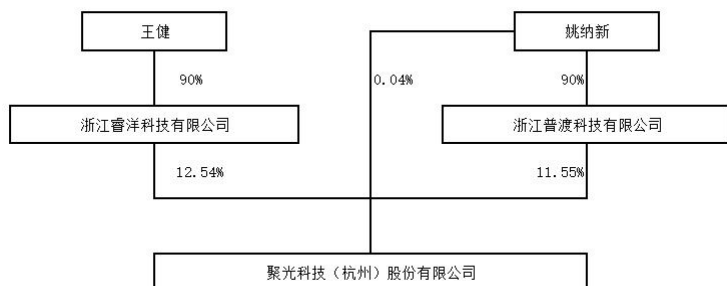 王健
姚纳新
90%
0.04%
90%
浙江睿洋科技有限公司
浙江普渡科技有限公司
12.54%
11.55%
聚光科技（杭州）股份有限公司